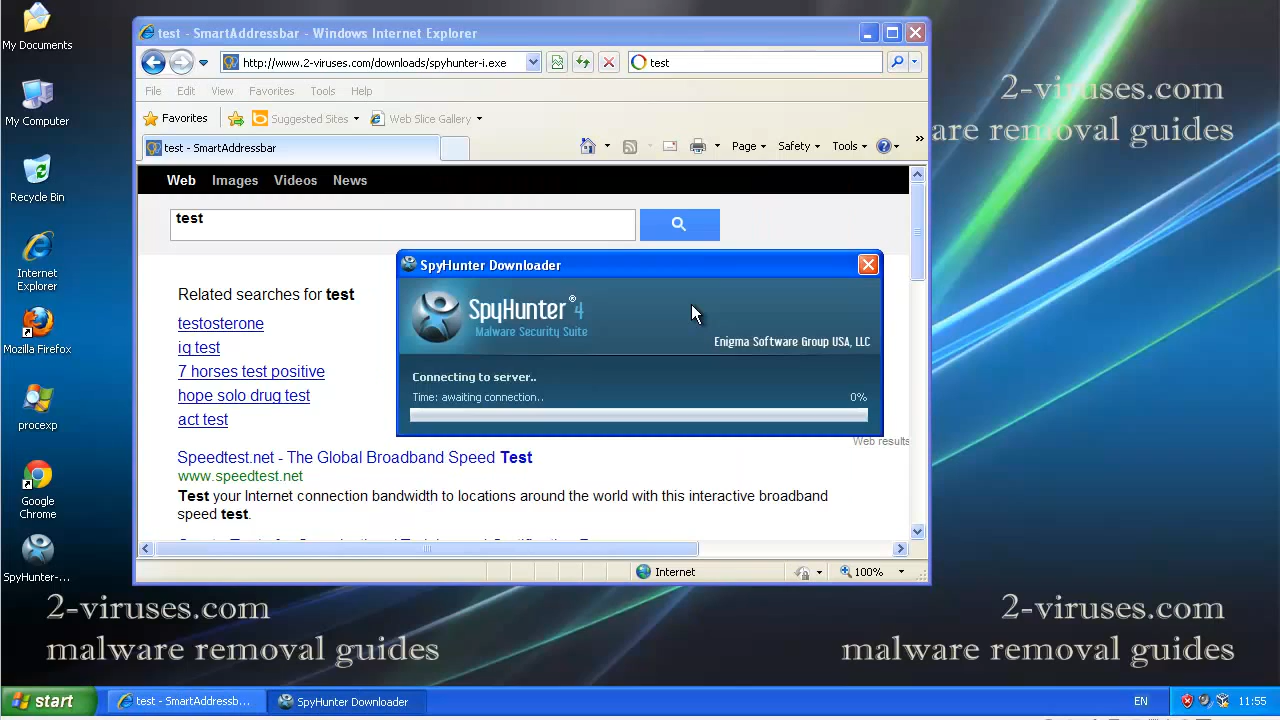 My Documents
My Computer
Recycle Bin
Internet
Explorer
Mozilla Firefox
procexp
Google
Chrome
SpyHunter-...
test - SmartAddressbar - Windows Internet Explorer
http://www.2-viruses.com/downloads/spyhunter-i.exe
test
File Edit View Favorites Tools Help
Favorites Suggested Sites Web Slice Gallery
test - SmartAddressbar
Page Safety Tools »
Web Images Videos News
test
Related searches for test
testosterone
iq test
7 horses test positive
hope solo drug test
act test
SpyHunter Downloader
SpyHunter® 4
Malware Security Suite
Enigma Software Group USA, LLC
Connecting to server..
Time: awaiting connection.. 0%
Web results
Speedtest.net - The Global Broadband Speed Test
www.speedtest.net
Test your Internet connection bandwidth to locations around the world with this interactive broadband
speed test.
Internet 100%
2-viruses.com
are removal guides
2-viruses.com
malware removal guides
2-viruses.com
malware removal guides
start test - SmartAddressb... SpyHunter Downloader EN 11:55